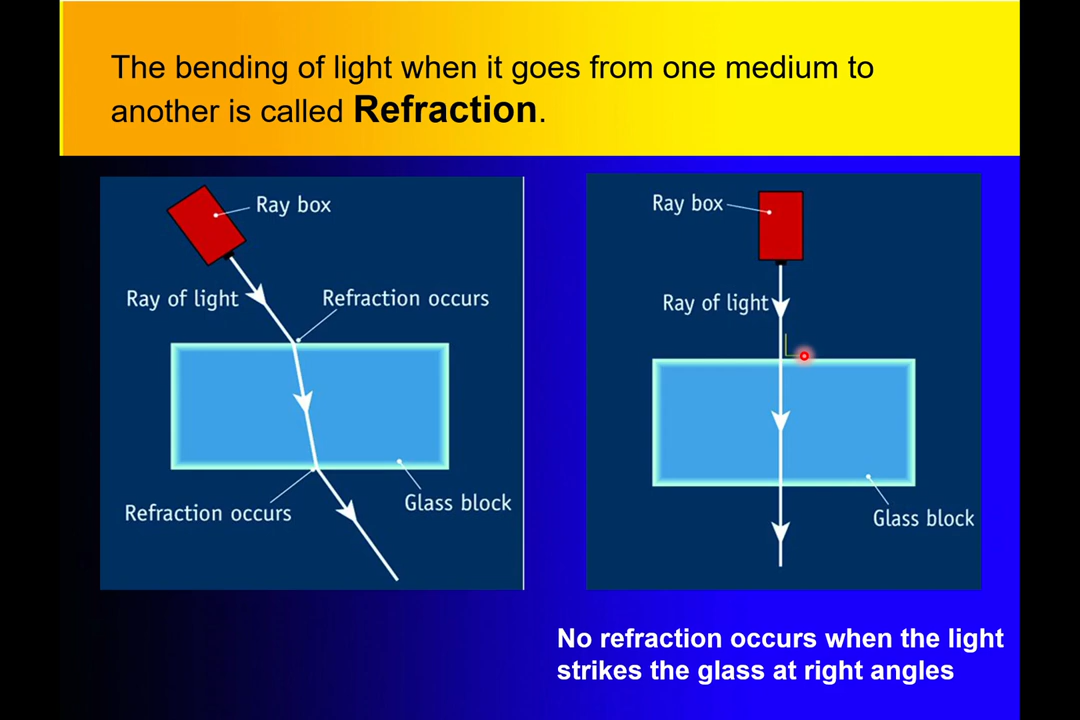 The bending of light when it goes from one medium to
another is called Refraction.
Ray box
Ray of light
Refraction occurs
Refraction occurs
Glass block
Ray box
Ray of light
Glass block
No refraction occurs when the light
strikes the glass at right angles